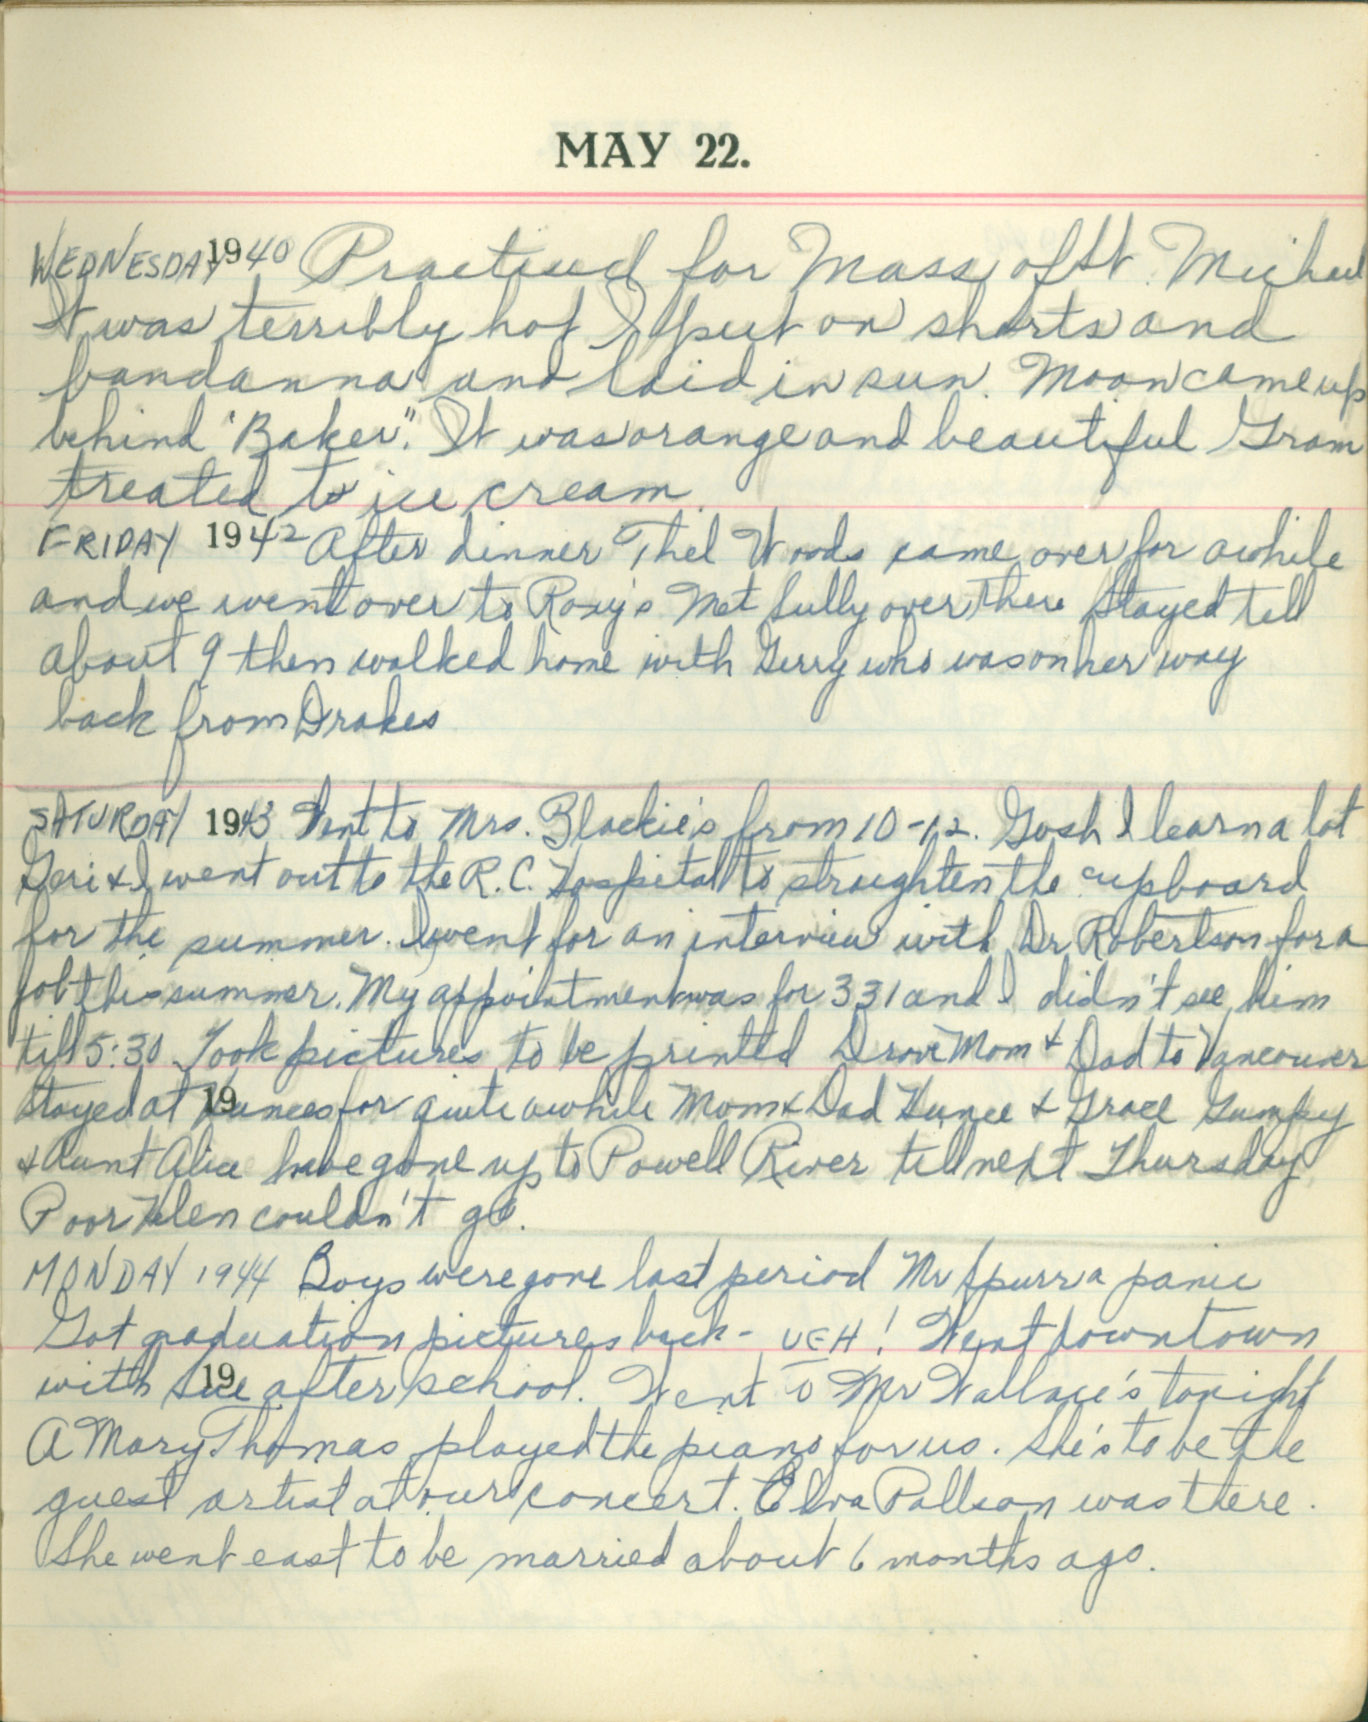 MAY 22.
WEDNESDAY 1940 Practised for Mass of St. Michael
It was terribly hot I put on shorts and
bandanna and laid in sun. Moon came up
behind "Baker". It was orange and beautiful Gram
treated to ice cream
FRIDAY 1942 After dinner Thel Woods came over for awhile
and we went over to Roxy's Met fully over there Stayed till
about 9 then walked home with Gerry who was on her way
back from Drakes
SATURDAY 1943 Went to Mrs. Blackie's from 10-12. Gosh I learn a lot
Geri & I went out to the R.C. Hospital to straighten the cupboard
for the summer. I went for an interview with Dr Robertson for a
job this summer. My appointment was for 331 and I didn't see him
till 5:30 Took pictures to be printed Drove Mom & Dad to Vancouver
Stayed at 19 for quite awhile Mom & Dad & Grace Gumpy
& Aunt Alice have gone up to Powell River till next Thursday
Poor Helen couldn't go.
MONDAY 1944 Boys were gone last period Mr Spurr a panic
Got graduation pictures back - UEH! Went downtown
with 19 Sue after school. Went to Mr Wallace's tonight
A Mary Thomas played the piano for us. She's to be the
guest artist at our concert. Elva Pallson was there.
She went east to be married about 6 months ago.